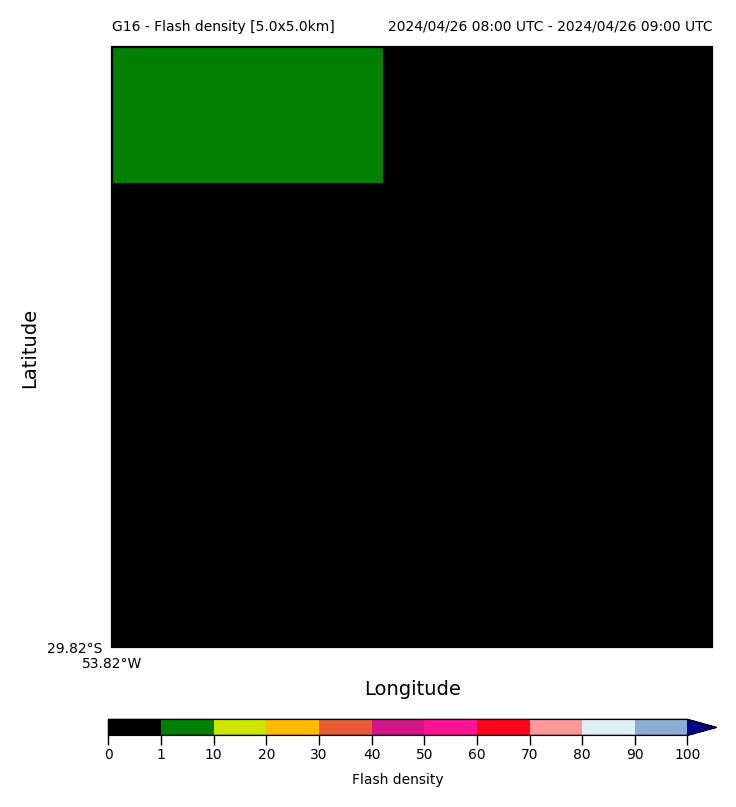 G16 - Flash density [5.0x5.0km] 2024/04/26 08:00 UTC - 2024/04/26 09:00 UTC
Latitude
29.82°S
53.82°W
Longitude
0 1 10 20 30 40 50 60 70 80 90 100
Flash density